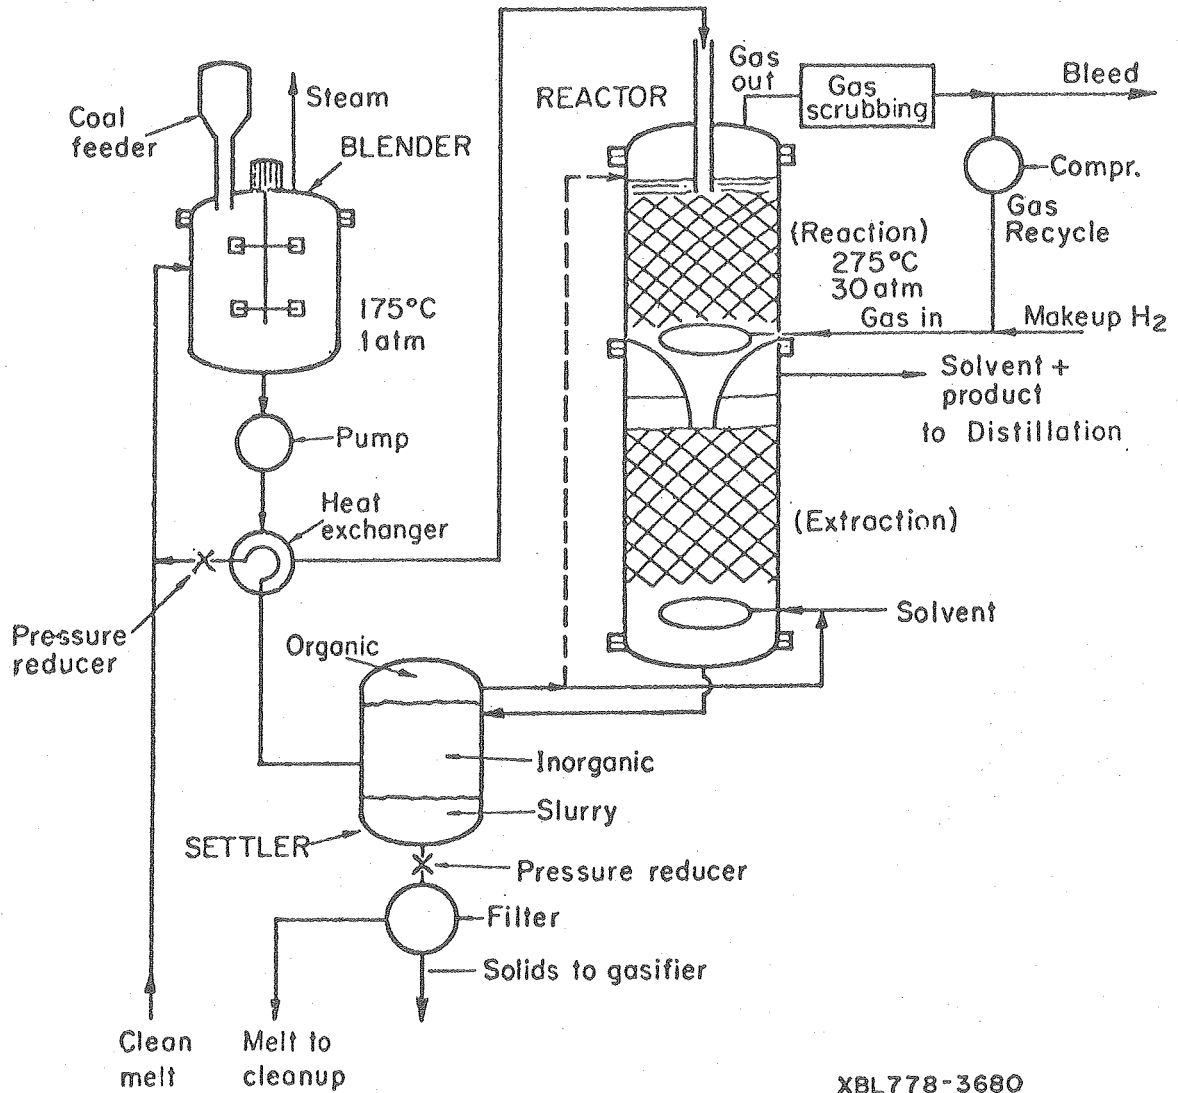 Coal
feeder
Steam
BLENDER
175°C
1 atm
Pump
Heat
exchanger
Pressure
reducer
REACTOR
Gas
out
Gas
scrubbing
Bleed
Compr.
Gas
Recycle
(Reaction)
275°C
30 atm
Gas in
Makeup H2
Solvent +
product
to Distillation
(Extraction)
Solvent
Organic
Inorganic
Slurry
SETTLER
Pressure reducer
Filter
Solids to gasifier
Clean
melt
Melt to
cleanup
XBL778-3680